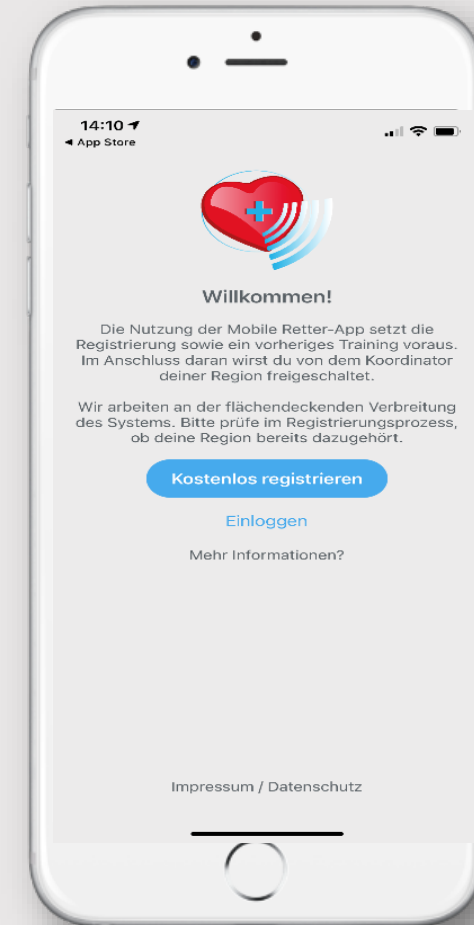 14:10
◀ App Store
Willkommen!
Die Nutzung der Mobile Retter-App setzt die
Registrierung sowie ein vorheriges Training voraus.
Im Anschluss daran wirst du von dem Koordinator
deiner Region freigeschaltet.
Wir arbeiten an der flächendeckenden Verbreitung
des Systems. Bitte prüfe im Registrierungsprozess,
ob deine Region bereits dazugehört.
Kostenlos registrieren
Einloggen
Mehr Informationen?
Impressum / Datenschutz